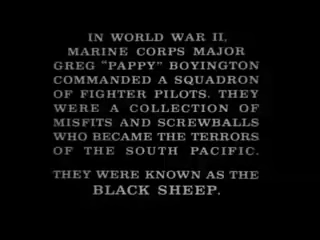 IN WORLD WAR II,
MARINE CORPS MAJOR
GREG "PAPPY" BOYINGTON
COMMANDED A SQUADRON
OF FIGHTER PILOTS. THEY
WERE A COLLECTION OF
MISFITS AND SCREWBALLS
WHO BECAME THE TERRORS
OF THE SOUTH PACIFIC.
THEY WERE KNOWN AS THE
BLACK SHEEP.